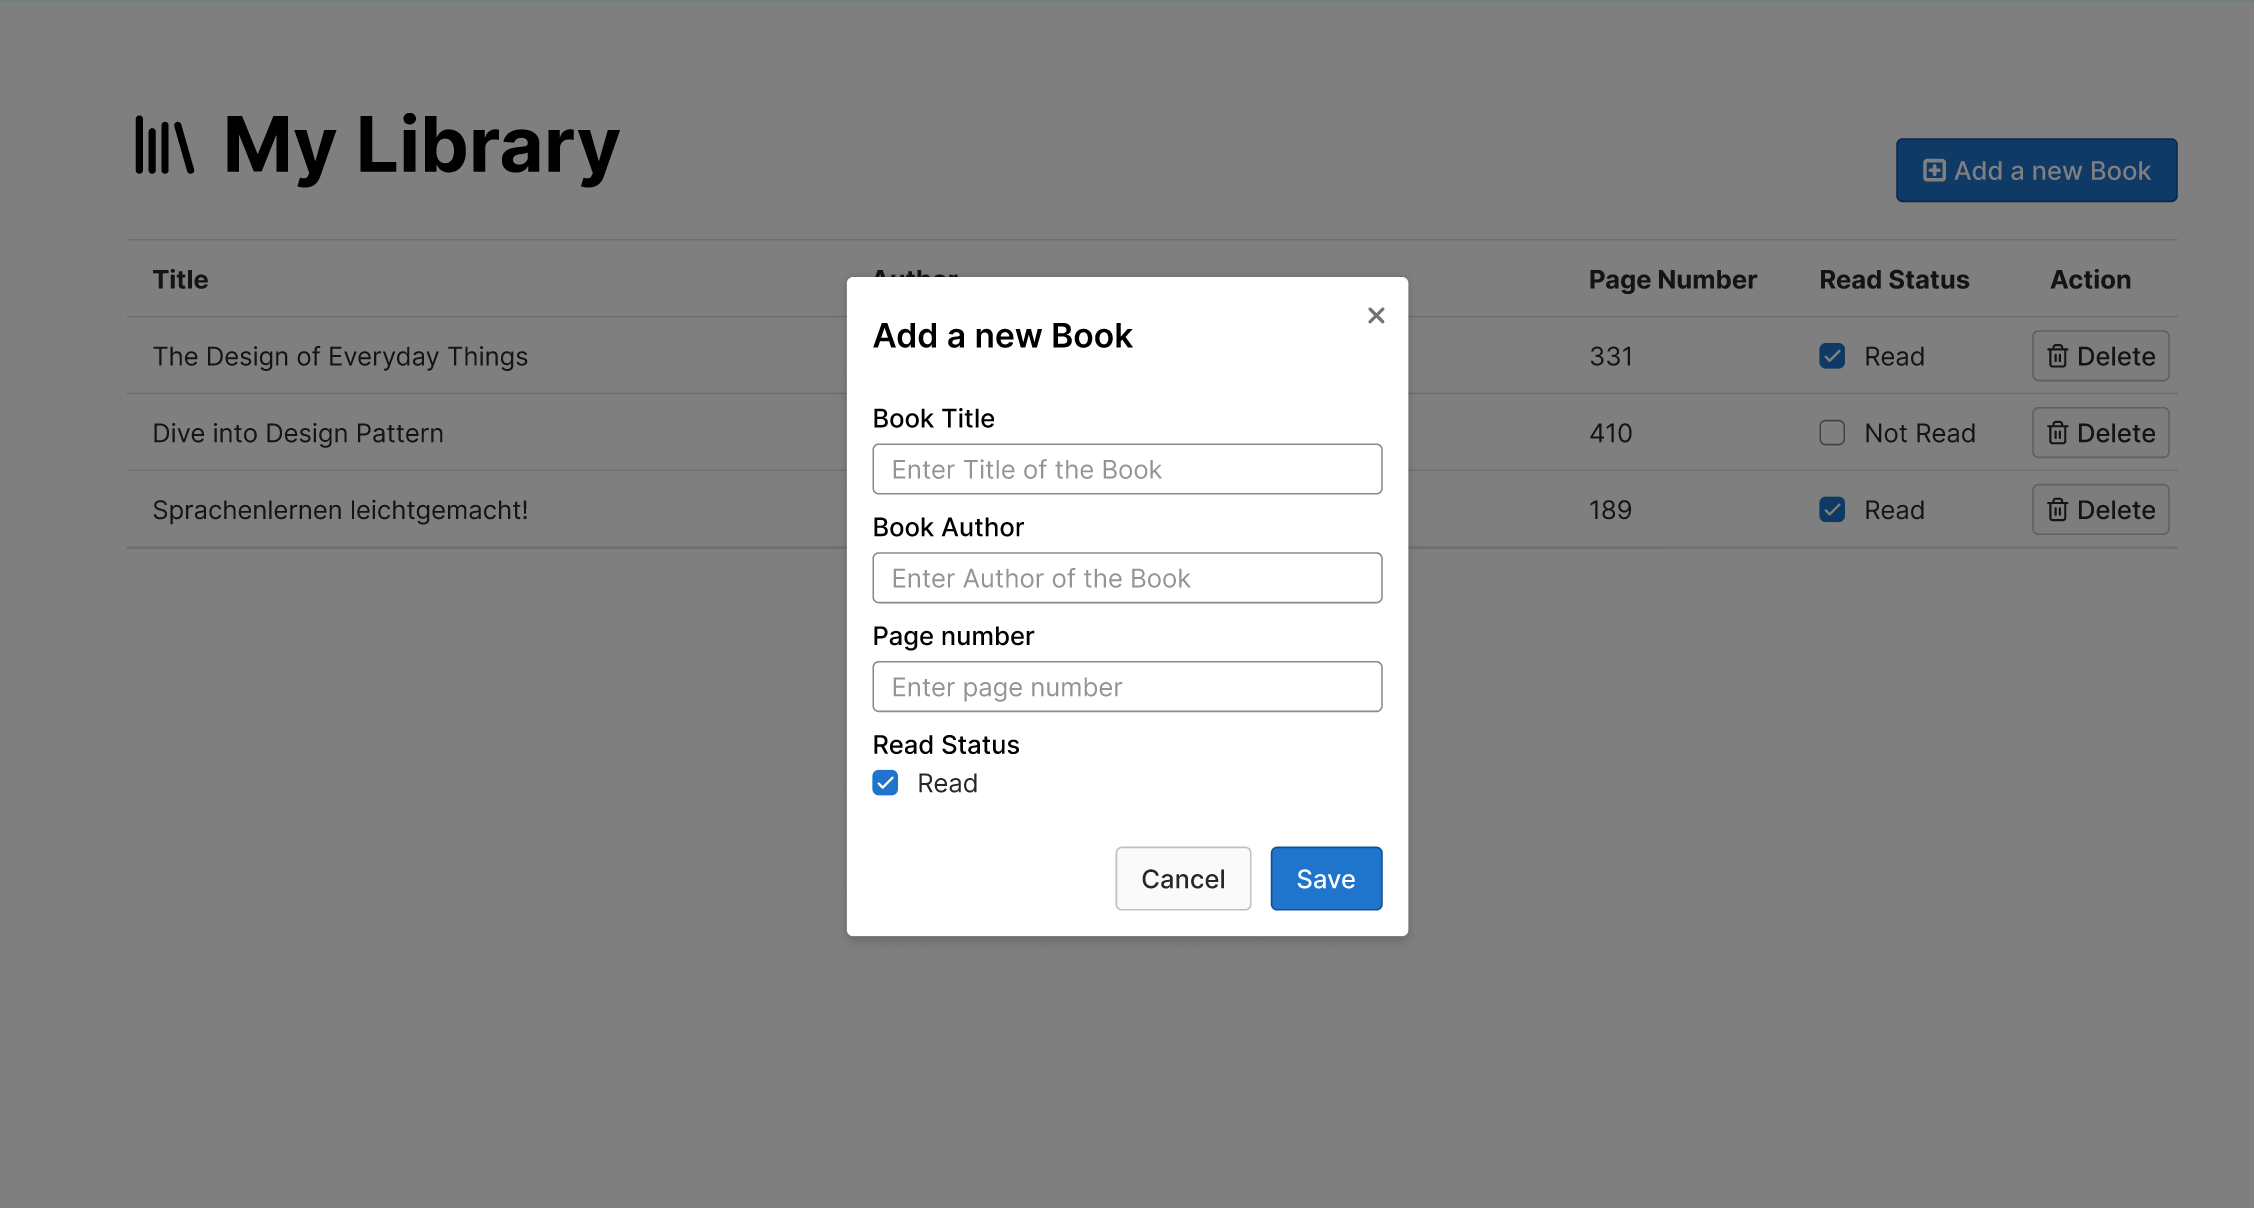 My Library
Add a new Book
Title Author Page Number Read Status Action
The Design of Everyday Things 331 Read Delete
Dive into Design Pattern 410 Not Read Delete
Sprachenlernen leichtgemacht! 189 Read Delete
Add a new Book
Book Title
Enter Title of the Book
Book Author
Enter Author of the Book
Page number
Enter page number
Read Status
Read
Cancel Save